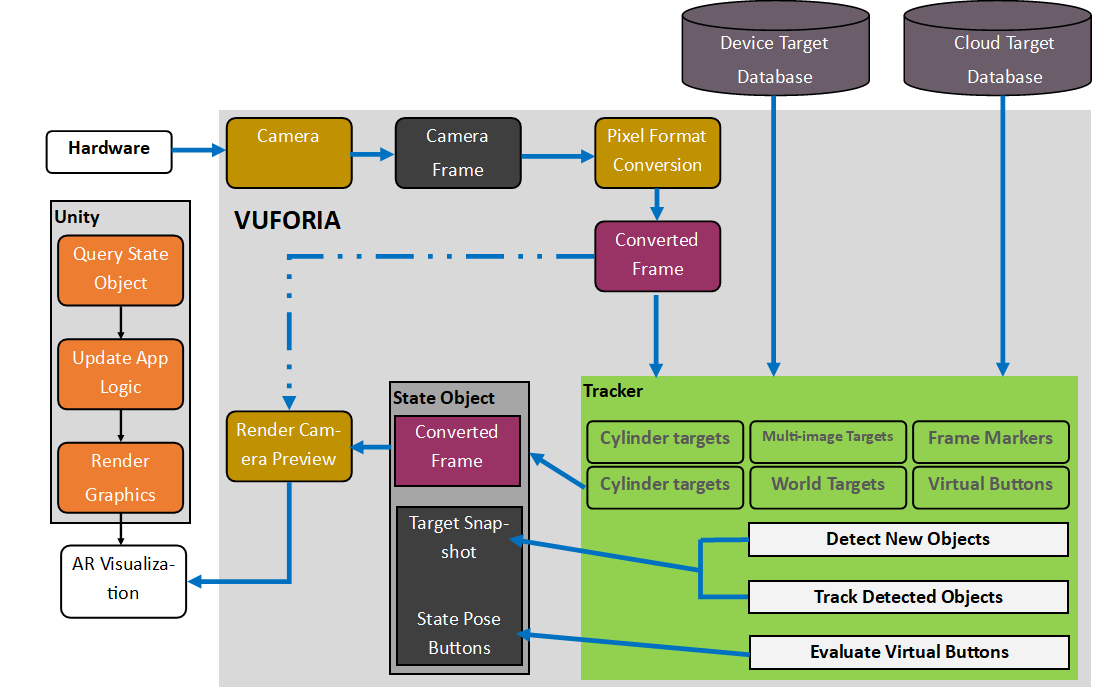 Device Target
Database
Cloud Target
Database
Hardware
Camera
Camera
Frame
Pixel Format
Conversion
VUFORIA
Unity
Query State
Object
Update App
Logic
Render
Graphics
AR Visualiza-
tion
Converted
Frame
Render Cam-
era Preview
State Object
Converted
Frame
Target Snap-
shot
State Pose
Buttons
Tracker
Cylinder targets
Multi-image Targets
Frame Markers
Cylinder targets
World Targets
Virtual Buttons
Detect New Objects
Track Detected Objects
Evaluate Virtual Buttons